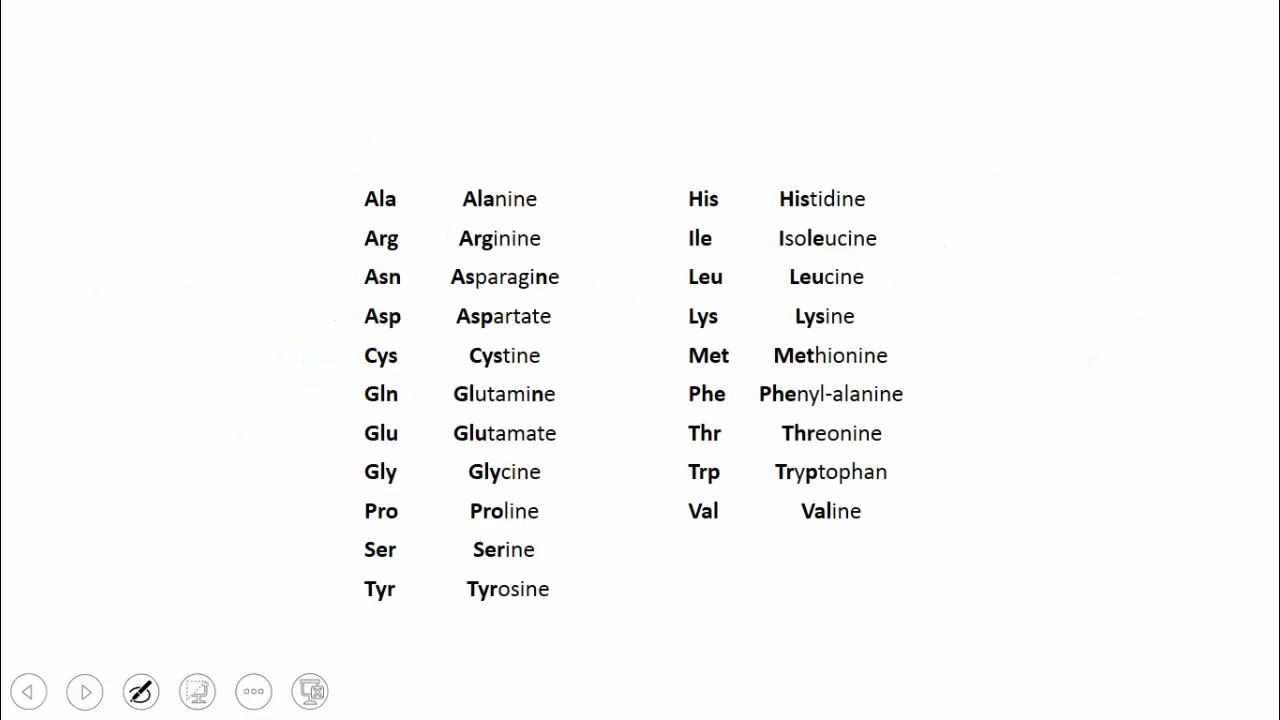 Ala Alanine
Arg Arginine
Asn Asparagine
Asp Aspartate
Cys Cystine
Gln Glutamine
Glu Glutamate
Gly Glycine
Pro Proline
Ser Serine
Tyr Tyrosine
His Histidine
Ile Isoleucine
Leu Leucine
Lys Lysine
Met Methionine
Phe Phenyl-alanine
Thr Threonine
Trp Tryptophan
Val Valine